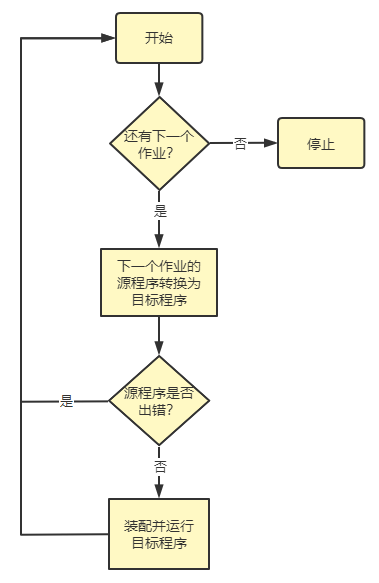 开始
还有下一个
作业?
否
停止
是
下一个作业的
源程序转换为
目标程序
源程序是否
出错?
是
否
装配并运行
目标程序